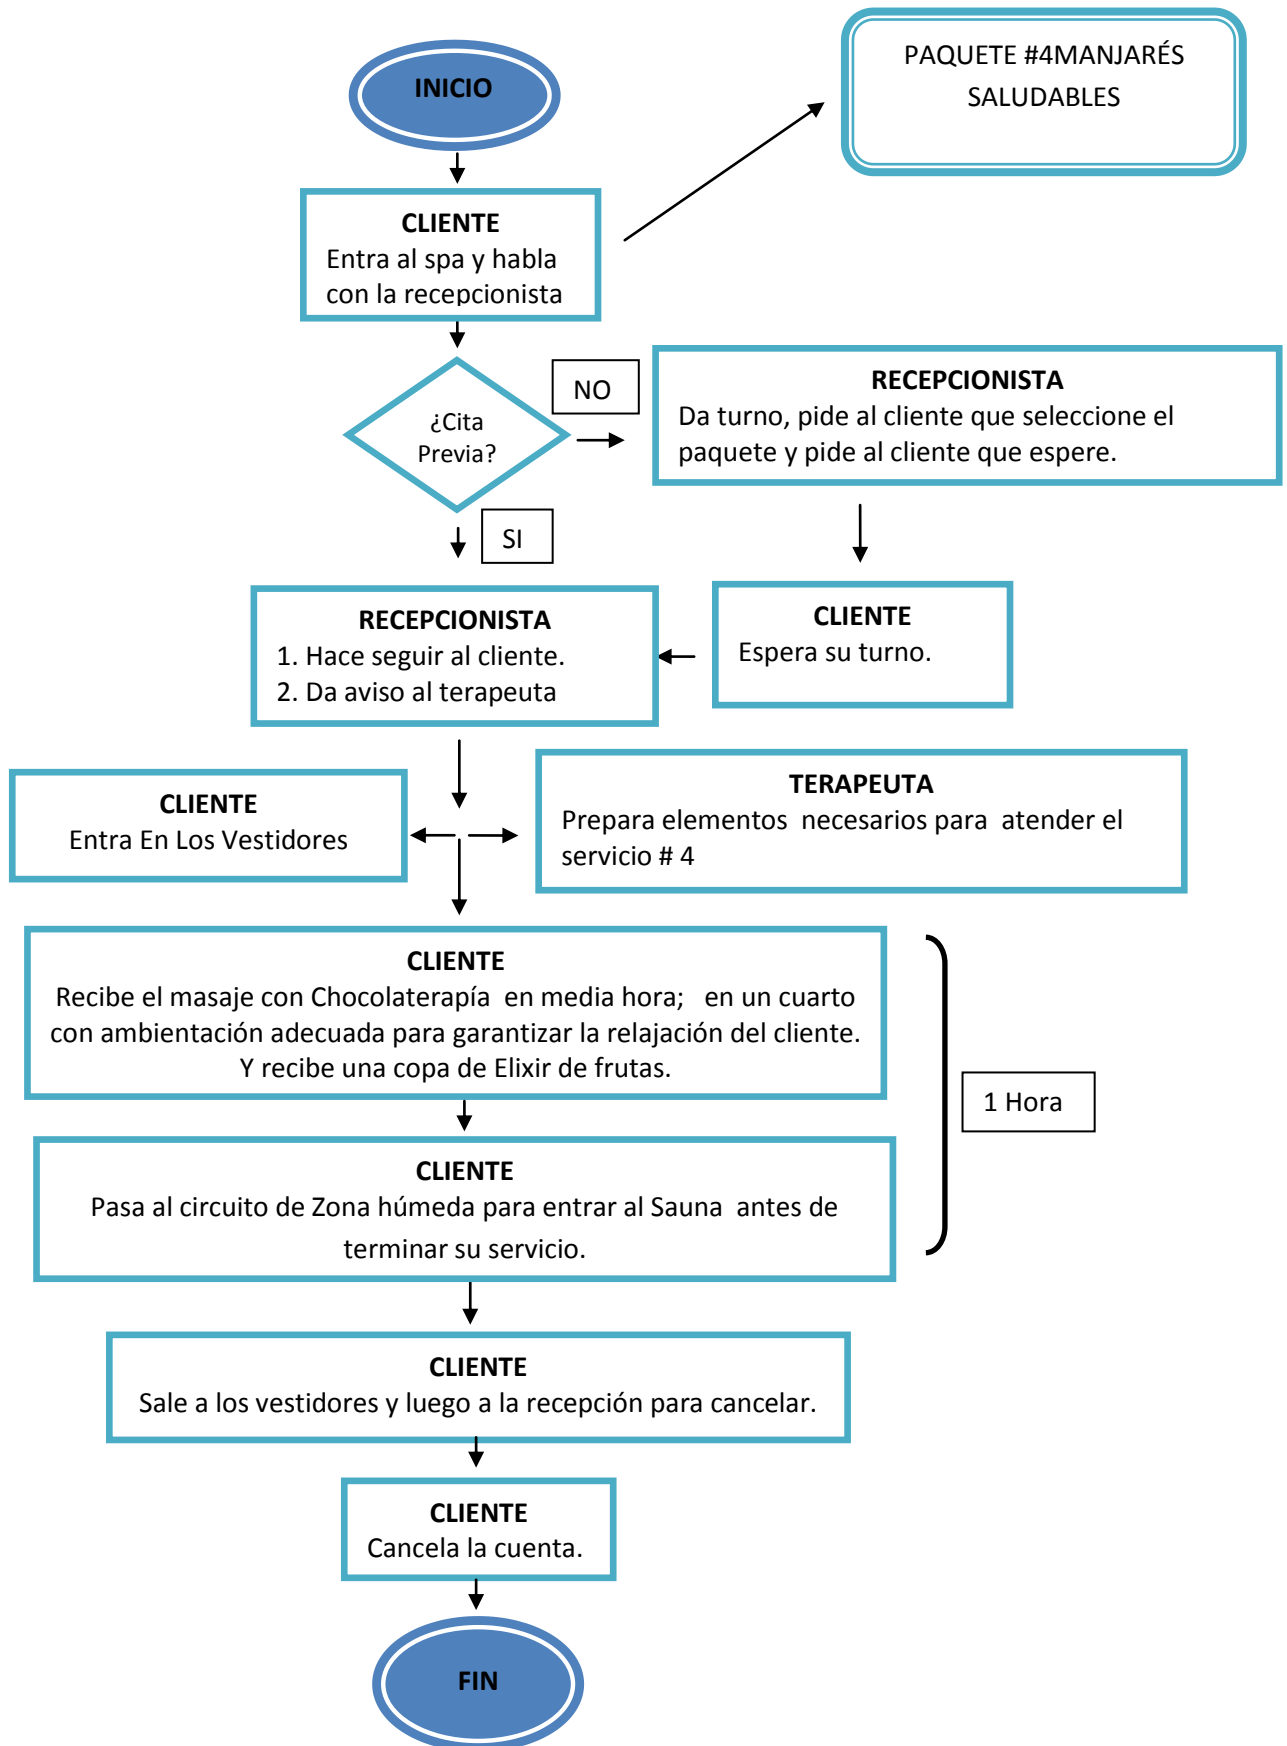 INICIO
PAQUETE #4MANJARÉS
SALUDABLES
CLIENTE
Entra al spa y habla
con la recepcionista
¿Cita
Previa?
NO
RECEPCIONISTA
Da turno, pide al cliente que seleccione el
paquete y pide al cliente que espere.
SI
RECEPCIONISTA
1. Hace seguir al cliente.
2. Da aviso al terapeuta
CLIENTE
Espera su turno.
CLIENTE
Entra En Los Vestidores
TERAPEUTA
Prepara elementos necesarios para atender el
servicio # 4
CLIENTE
Recibe el masaje con Chocolaterapía en media hora; en un cuarto
con ambientación adecuada para garantizar la relajación del cliente.
Y recibe una copa de Elixir de frutas.
1 Hora
CLIENTE
Pasa al circuito de Zona húmeda para entrar al Sauna antes de
terminar su servicio.
CLIENTE
Sale a los vestidores y luego a la recepción para cancelar.
CLIENTE
Cancela la cuenta.
FIN